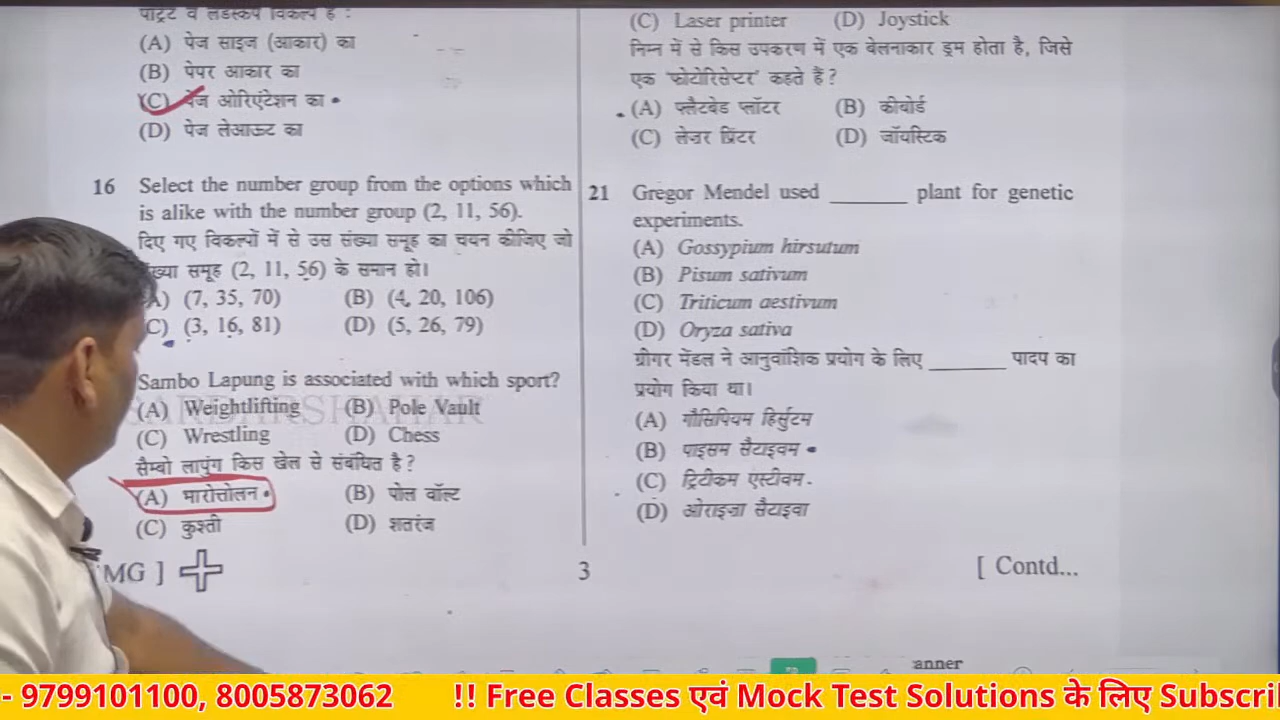 पोर्ट्रेट व लैंडस्केप विकल्प है :
(A) पेज साइज (आकार) का
(B) पेपर आकार का
(C) पेज ओरिएंटेशन का
(D) पेज लेआऊट का
16 Select the number group from the options which
is alike with the number group (2, 11, 56).
दिए गए विकल्पों में से उस संख्या समूह का चयन कीजिए जो
संख्या समूह (2, 11, 56) के समान हो।
A) (7, 35, 70) (B) (4, 20, 106)
C) (3, 16, 81) (D) (5, 26, 79)
Sambo Lapung is associated with which sport?
(A) Weightlifting (B) Pole Vault
(C) Wrestling (D) Chess
सैम्बो लापुंग किस खेल से संबंधित है?
(A) भारोत्तोलन (B) पोल वॉल्ट
(C) कुश्ती (D) शतरंज
MG ]
3
(C) Laser printer (D) Joystick
निम्न में से किस उपकरण में एक बेलनाकार ड्रम होता है, जिसे
एक 'फोटोरिसेप्टर' कहते हैं?
(A) फ्लैटबेड प्लॉटर (B) कीबोर्ड
(C) लेजर प्रिंटर (D) जॉयस्टिक
21 Gregor Mendel used ______ plant for genetic
experiments.
(A) Gossypium hirsutum
(B) Pisum sativum
(C) Triticum aestivum
(D) Oryza sativa
ग्रीगर मेंडल ने आनुवांशिक प्रयोग के लिए ______ पादप का
प्रयोग किया था।
(A) गौसिपियम हिर्सुटम
(B) पाइसम सैटाइवम
(C) ट्रिटीकम एस्टीवम
(D) ओराइज़ा सैटाइवा
[ Contd...
anner
- 9799101100, 8005873062 !! Free Classes एवं Mock Test Solutions के लिए Subscri